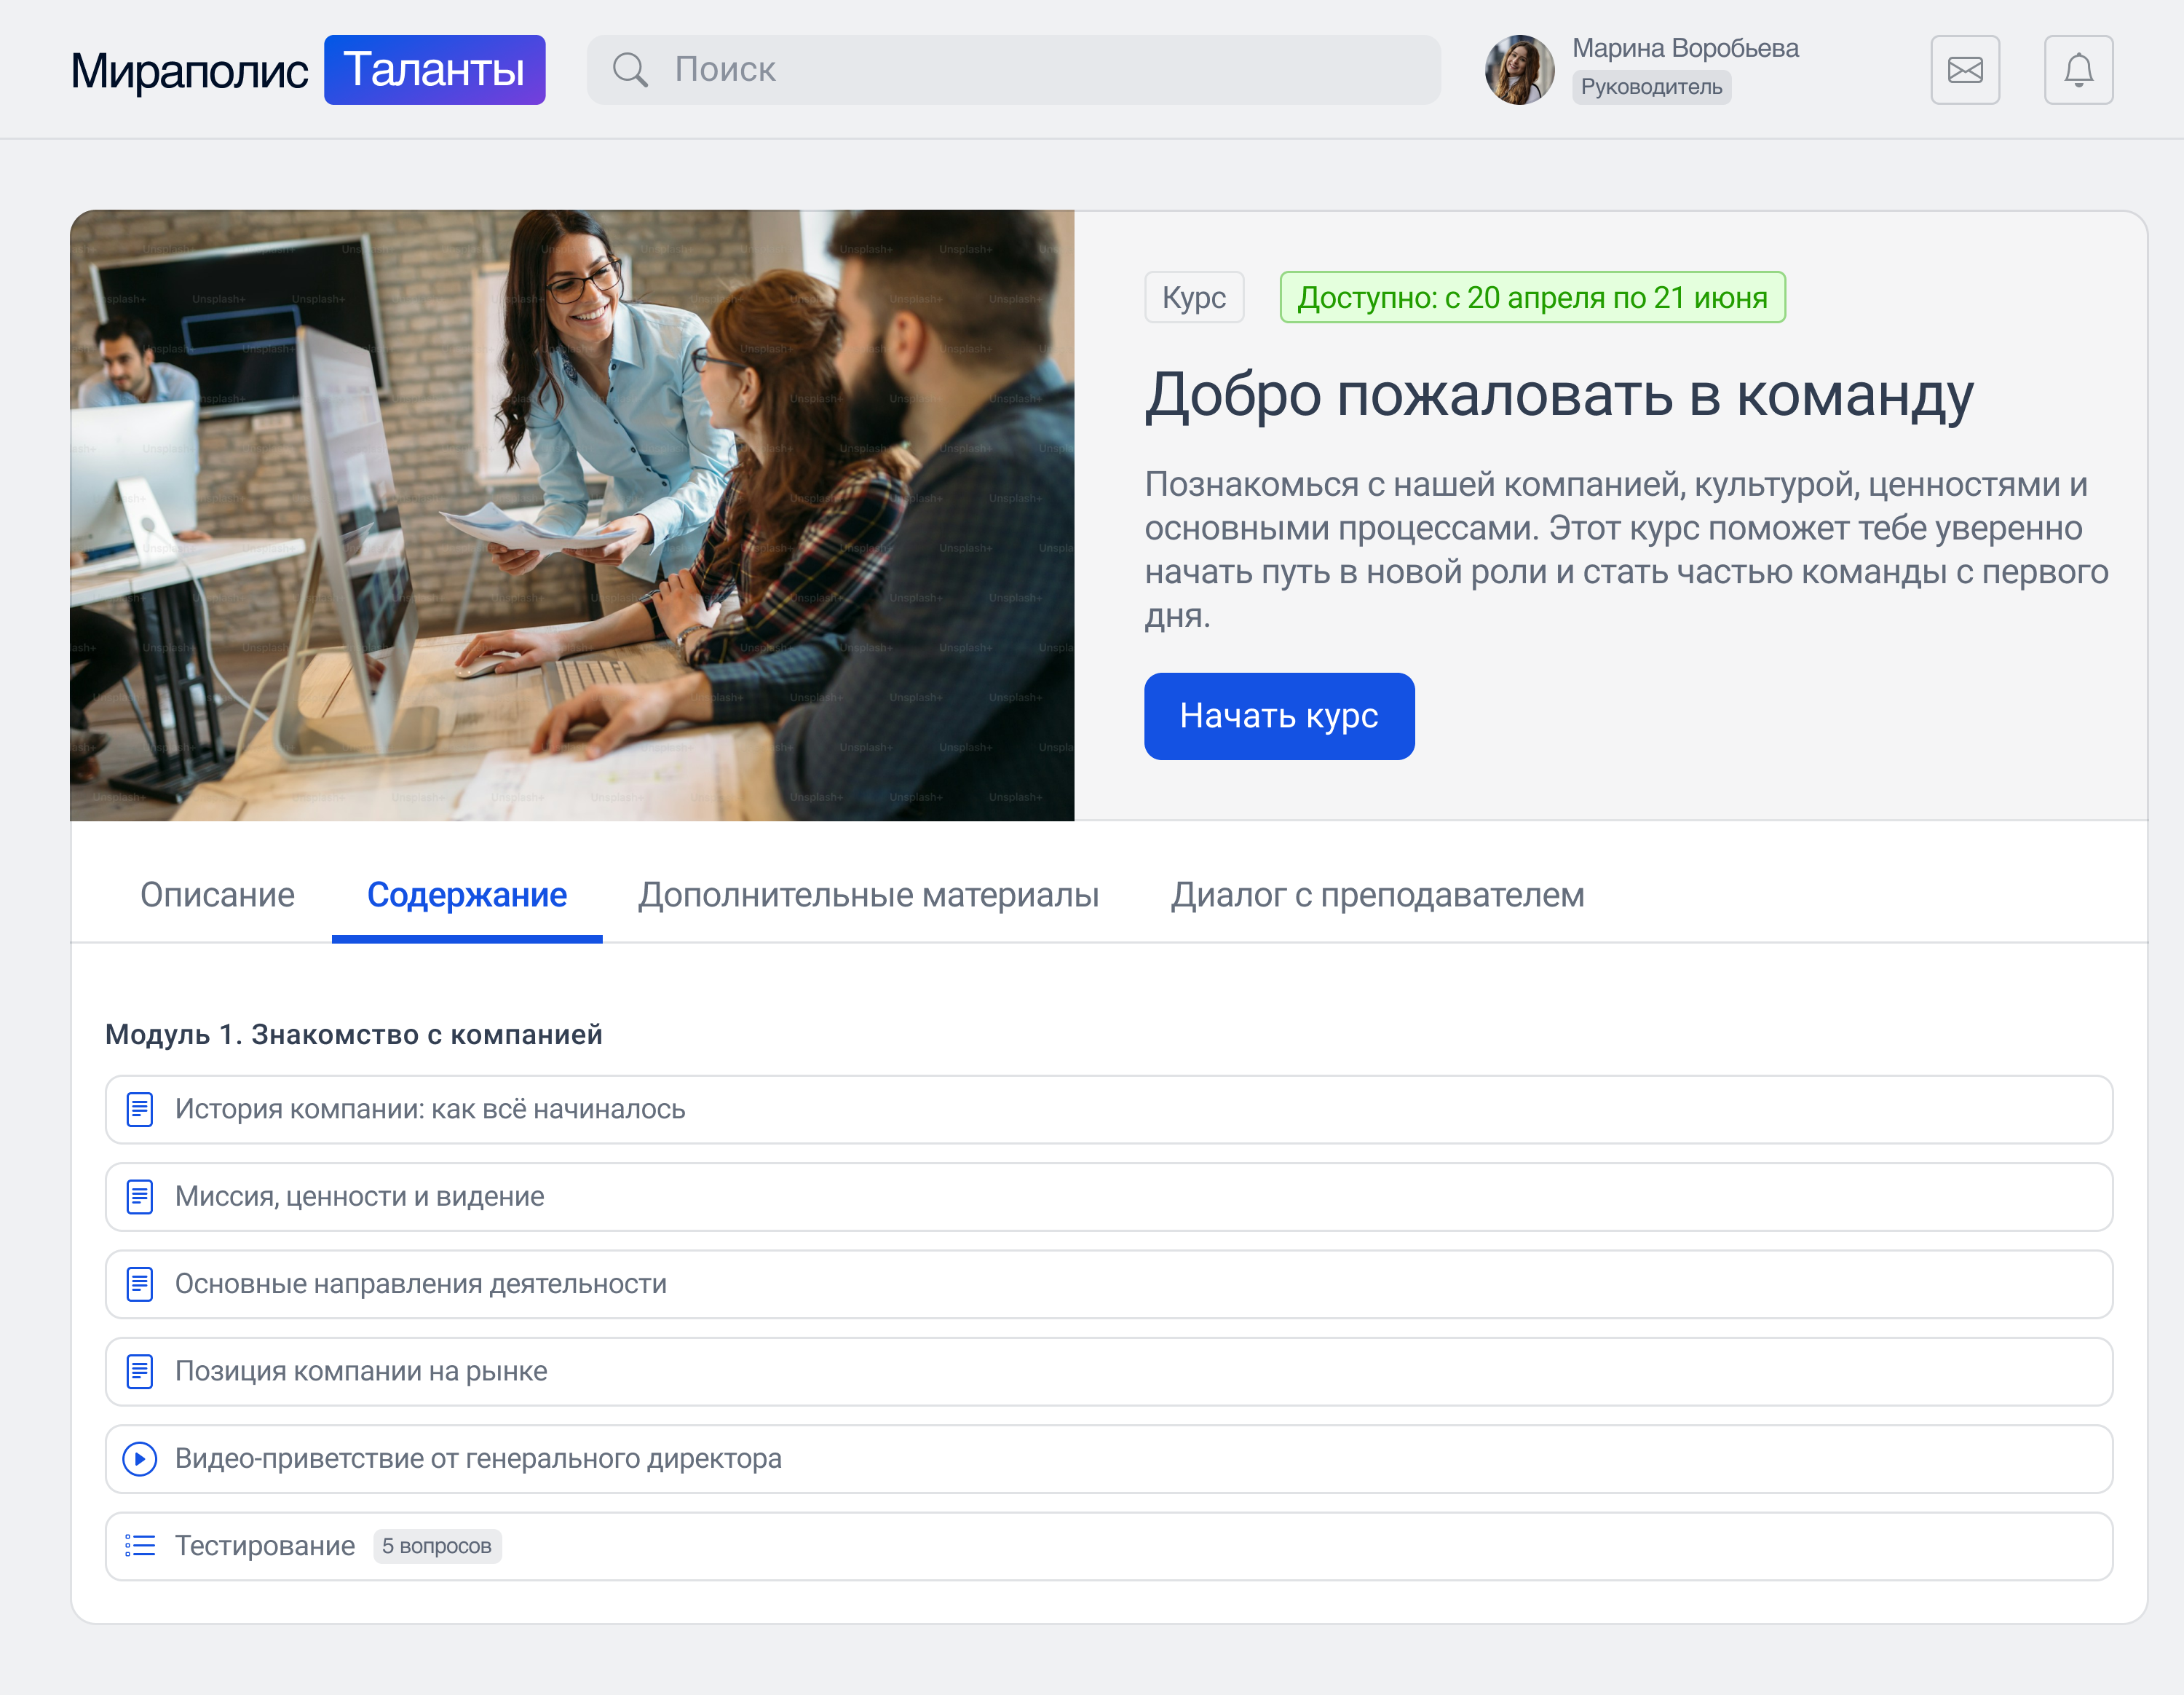 Мираполис Таланты
Поиск
Марина Воробьева
Руководитель
Курс
Доступно: с 20 апреля по 21 июня
Добро пожаловать в команду
Познакомься с нашей компанией, культурой, ценностями и
основными процессами. Этот курс поможет тебе уверенно
начать путь в новой роли и стать частью команды с первого
дня.
Начать курс
Описание
Содержание
Дополнительные материалы
Диалог с преподавателем
Модуль 1. Знакомство с компанией
История компании: как всё начиналось
Миссия, ценности и видение
Основные направления деятельности
Позиция компании на рынке
Видео-приветствие от генерального директора
Тестирование
5 вопросов
Unsplash+